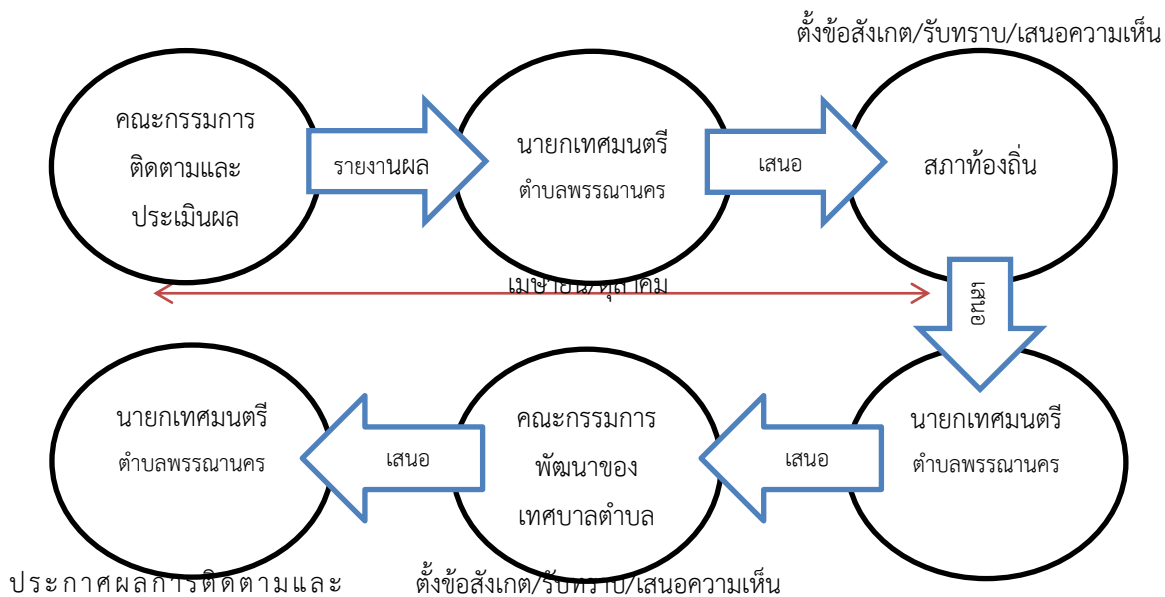 ตั้งข้อสังเกต/รับทราบ/เสนอความเห็น
คณะกรรมการ
ติดตามและ
ประเมินผล
รายงานผล
นายกเทศมนตรี
ตำบลพรรณานคร
เสนอ
สภาท้องถิ่น
เมษายน/ตุลาคม
เสนอ
นายกเทศมนตรี
ตำบลพรรณานคร
เสนอ
คณะกรรมการ
พัฒนาของ
เทศบาลตำบล
เสนอ
นายกเทศมนตรี
ตำบลพรรณานคร
ประกาศผลการติดตามและ
ตั้งข้อสังเกต/รับทราบ/เสนอความเห็น